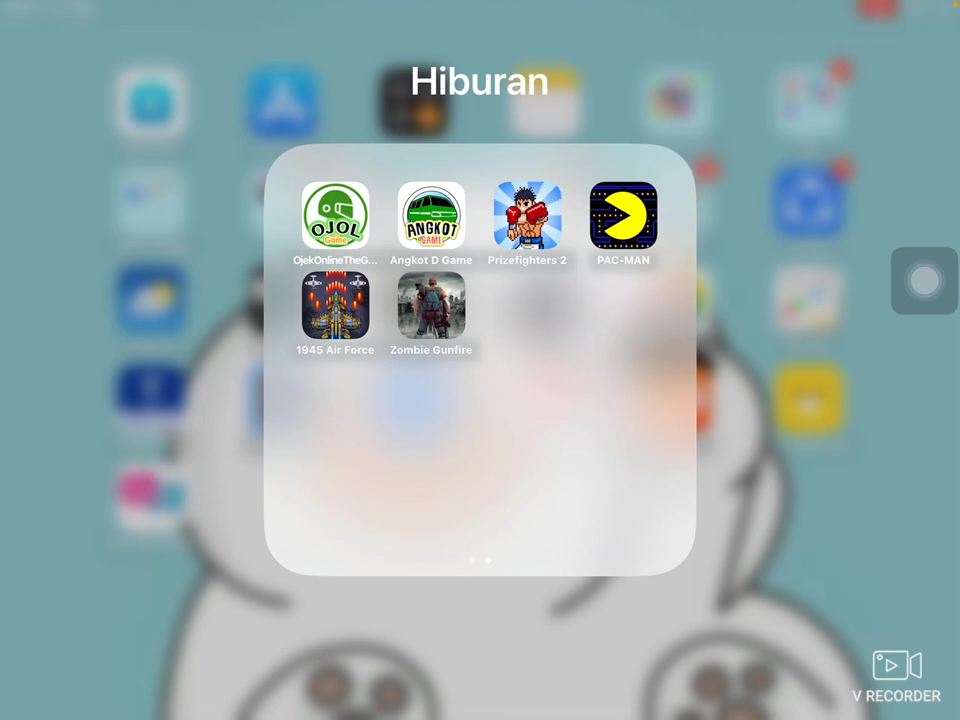 Hiburan
OJOL
Game
ANGKOT
GAME
OjekOnlineTheG...
Angkot D Game
Prizefighters 2
PAC-MAN
1945 Air Force
Zombie Gunfire
V RECORDER